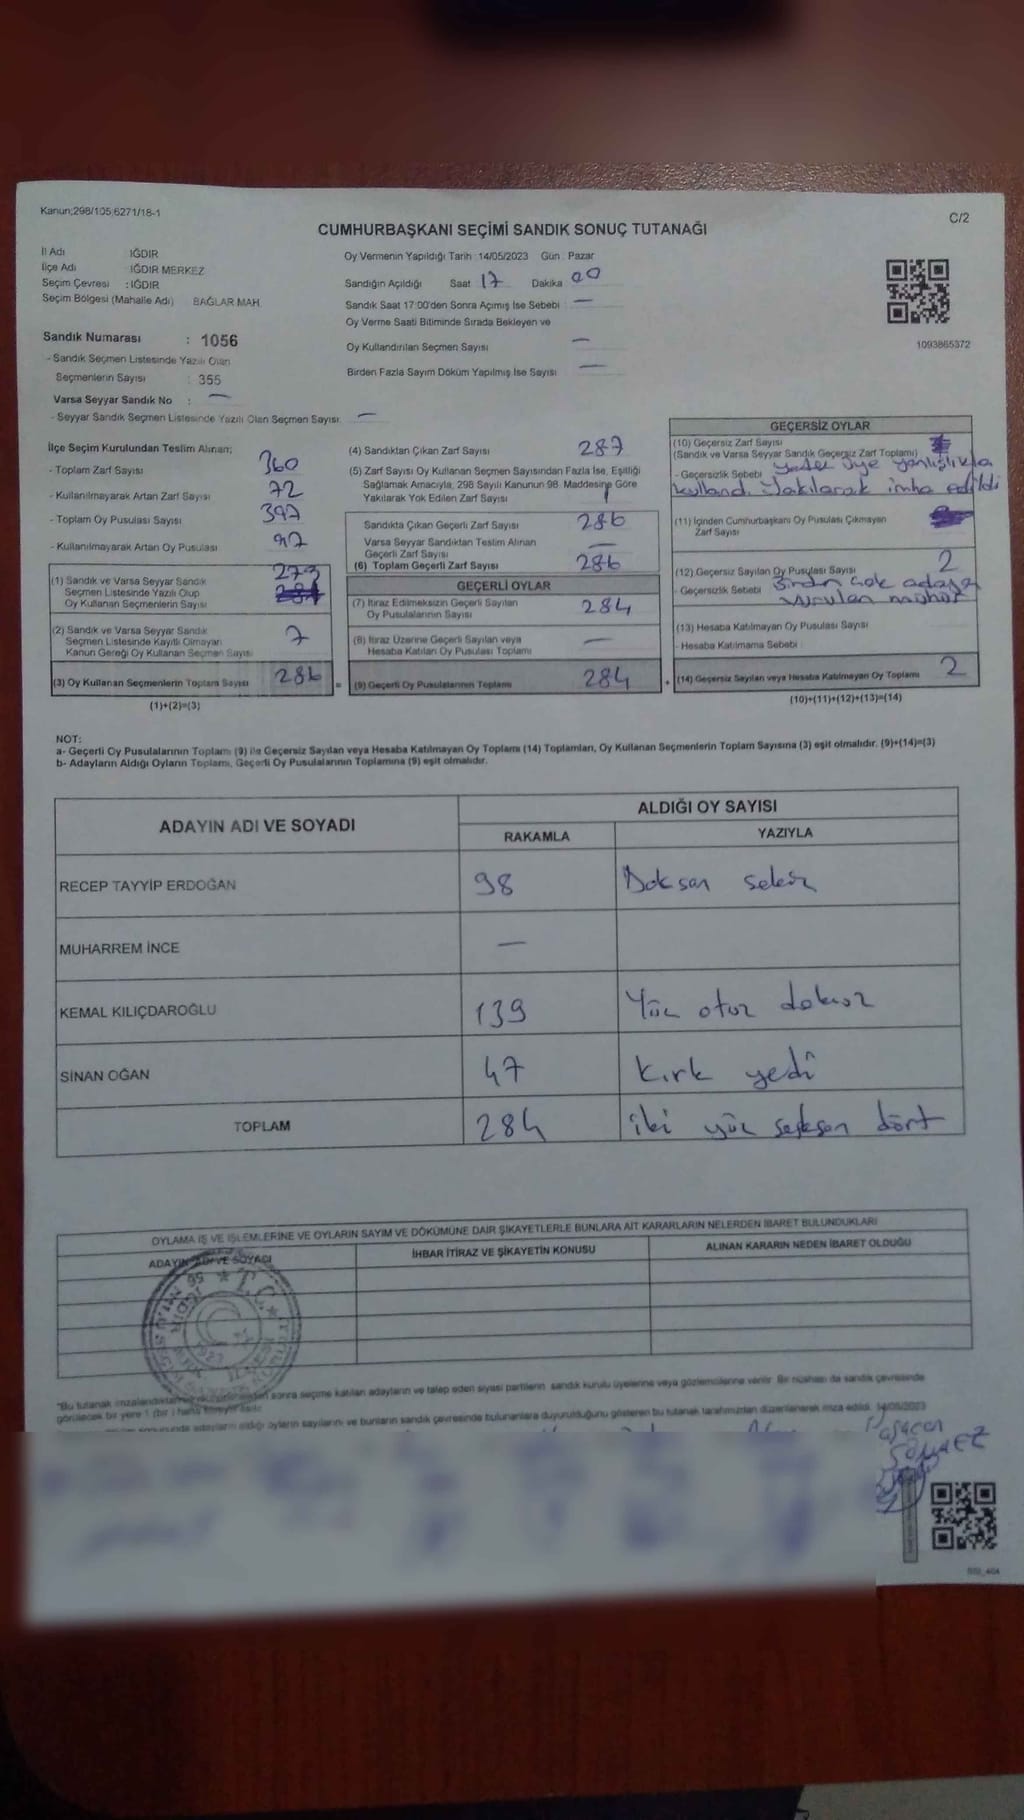 Kanun;298/105;6271/18-1
C/2
CUMHURBAŞKANI SEÇİMİ SANDIK SONUÇ TUTANAĞI
İl Adı IĞDIR
İlçe Adı :IĞDIR MERKEZ
Seçim Çevresi :IĞDIR
Seçim Bölgesi (Mahalle Adı) BAĞLAR MAH.
Oy Vermenin Yapıldığı Tarih :14/05/2023 Gün : Pazar
Sandığın Açıldığı Saat 17 Dakika 00
Sandık Saat 17:00'den Sonra Açımış İse Sebebi : —
Oy Verme Saati Bitiminde Sırada Bekleyen ve
Oy Kullandırılan Seçmen Sayısı —
Birden Fazla Sayım Döküm Yapılmış İse Sayısı —
1093865372
Sandık Numarası : 1056
- Sandık Seçmen Listesinde Yazılı Olan
Seçmenlerin Sayısı : 355
Varsa Seyyar Sandık No : —
- Seyyar Sandık Seçmen Listesinde Yazılı Olan Seçmen Sayısı: —
İlçe Seçim Kurulundan Teslim Alınan;
- Toplam Zarf Sayısı 360
- Kullanılmayarak Artan Zarf Sayısı 72
- Toplam Oy Pusulası Sayısı 397
- Kullanılmayarak Artan Oy Pusulası
(1) Sandık ve Varsa Seyyar Sandık
Seçmen Listesinde Yazılı Olup
Oy Kullanan Seçmenlerin Sayısı
(2) Sandık ve Varsa Seyyar Sandık
Seçmen Listesinde Kayıtlı Olmayan
Kanun Gereği Oy Kullanan Seçmen Sayısı 7
(3) Oy Kullanan Seçmenlerin Toplam Sayısı 286
(1)+(2)=(3)
(4) Sandıktan Çıkan Zarf Sayısı 287
(5) Zarf Sayısı Oy Kullanan Seçmen Sayısından Fazla İse, Eşitliği
Sağlamak Amacıyla, 298 Sayılı Kanunun 98. Maddesine Göre
Yakılarak Yok Edilen Zarf Sayısı 1
Sandıkta Çıkan Geçerli Zarf Sayısı 286
Varsa Seyyar Sandıktan Teslim Alınan
Geçerli Zarf Sayısı —
(6) Toplam Geçerli Zarf Sayısı 286
GEÇERLİ OYLAR
(7) İtiraz Edilmeksizin Geçerli Sayılan
Oy Pusulalarının Sayısı 284
(8) İtiraz Üzerine Geçerli Sayılan veya
Hesaba Katılan Oy Pusulası Toplamı —
= (9) Geçerli Oy Pusulalarının Toplamı 284
GEÇERSİZ OYLAR
(10) Geçersiz Zarf Sayısı
(Sandık ve Varsa Seyyar Sandık Geçersiz Zarf Toplamı)
- Geçersizlik Sebebi yedek üye yanlışlıkla
kullandı. Yakılarak imha edildi
(11) İçinden Cumhurbaşkanı Oy Pusulası Çıkmayan
Zarf Sayısı
(12) Geçersiz Sayılan Oy Pusulası Sayısı 2
- Geçersizlik Sebebi Birden çok adaya
vurulan mühür
(13) Hesaba Katılmayan Oy Pusulası Sayısı
- Hesaba Katılmama Sebebi :
+ (14) Geçersiz Sayılan veya Hesaba Katılmayan Oy Toplamı 2
(10)+(11)+(12)+(13)=(14)
NOT:
a- Geçerli Oy Pusulalarının Toplamı (9) ile Geçersiz Sayılan veya Hesaba Katılmayan Oy Toplamı (14) Toplamları, Oy Kullanan Seçmenlerin Toplam Sayısına (3) eşit olmalıdır. (9)+(14)=(3)
b- Adayların Aldığı Oyların Toplamı, Geçerli Oy Pusulalarının Toplamına (9) eşit olmalıdır.
ADAYIN ADI VE SOYADI
ALDIĞI OY SAYISI
RAKAMLA YAZIYLA
RECEP TAYYİP ERDOĞAN 98 Doksan sekiz
MUHARREM İNCE —
KEMAL KILIÇDAROĞLU 139 Yüz otuz dokuz
SİNAN OĞAN 47 Kırk yedi
TOPLAM 284 iki yüz seksen dört
OYLAMA İŞ VE İŞLEMLERİNE VE OYLARIN SAYIM VE DÖKÜMÜNE DAİR ŞİKAYETLERLE BUNLARA AİT KARARLARIN NELERDEN İBARET BULUNDUKLARI
ADAYIN ADI VE SOYADI İHBAR İTİRAZ VE ŞİKAYETİN KONUSU ALINAN KARARIN NEDEN İBARET OLDUĞU
T.C.
IĞDIR
"Bu tutanak imzalandıktan sonra seçime katılan adayların ve talep eden siyasi partilerin sandık kurulu üyelerine veya gözlemcilerine verilir. Bir nüshası da sandık çevresinde
görülecek bir yere 1 (bir) hafta süreyle asılır.
adayların aldığı oyların sayılarını ve bunların sandık çevresinde bulunanlara duyurulduğunu gösteren bu tutanak tarafımızdan düzenlenerek imza edildi. 14/05/2023
SÖNMEZ